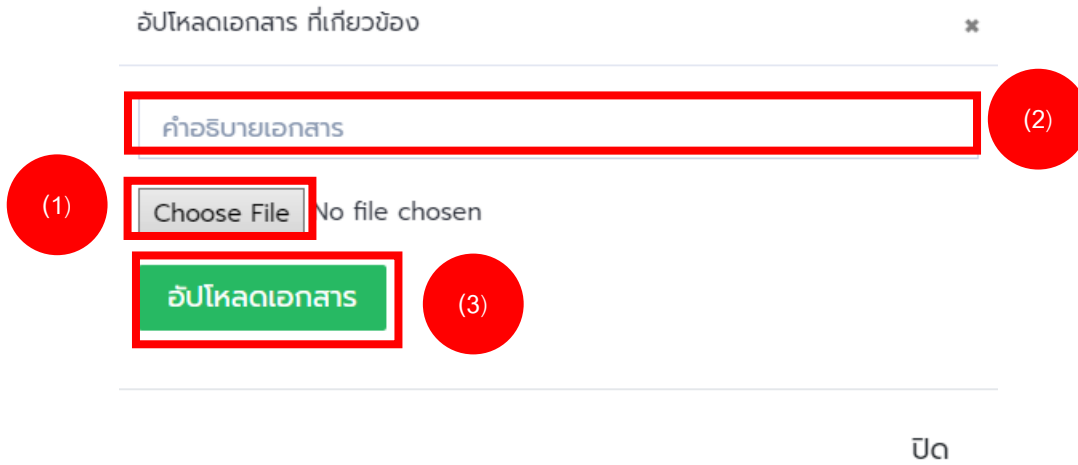 อัปโหลดเอกสาร ที่เกียวข้อง ✖
คำอธิบายเอกสาร (2)
(1) Choose File No file chosen
อัปโหลดเอกสาร (3)
ปิด